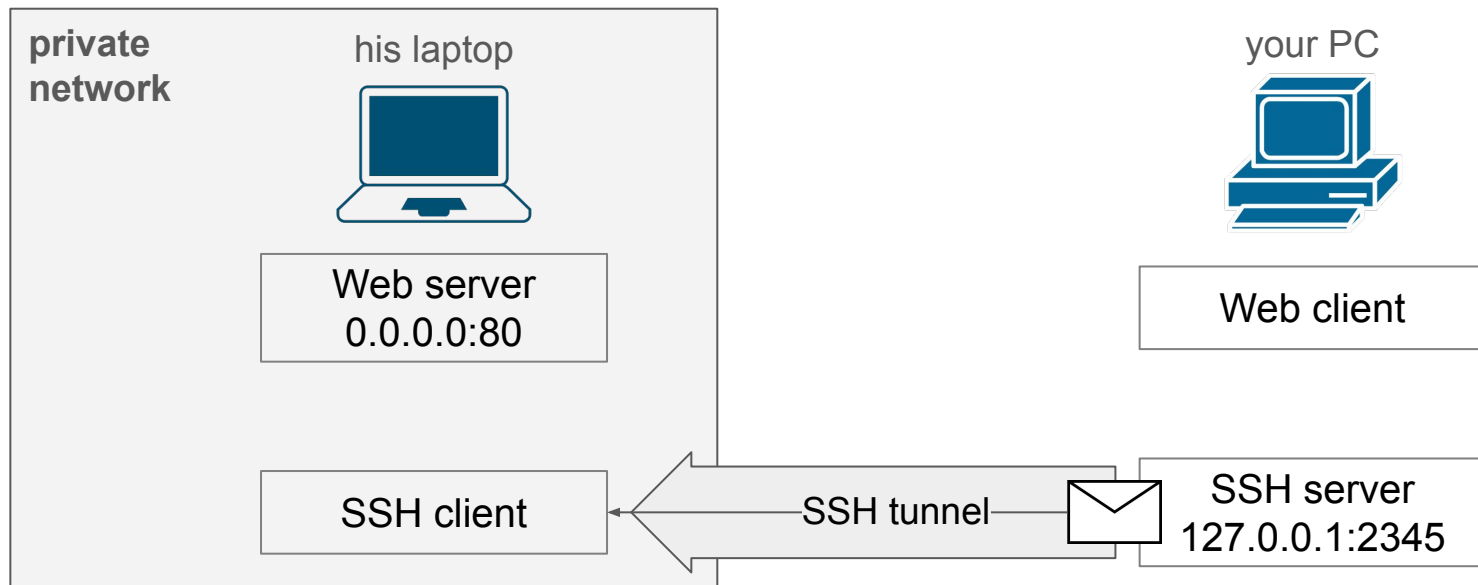 private
network
his laptop
your PC
Web server
0.0.0.0:80
Web client
SSH client
SSH tunnel
SSH server
127.0.0.1:2345